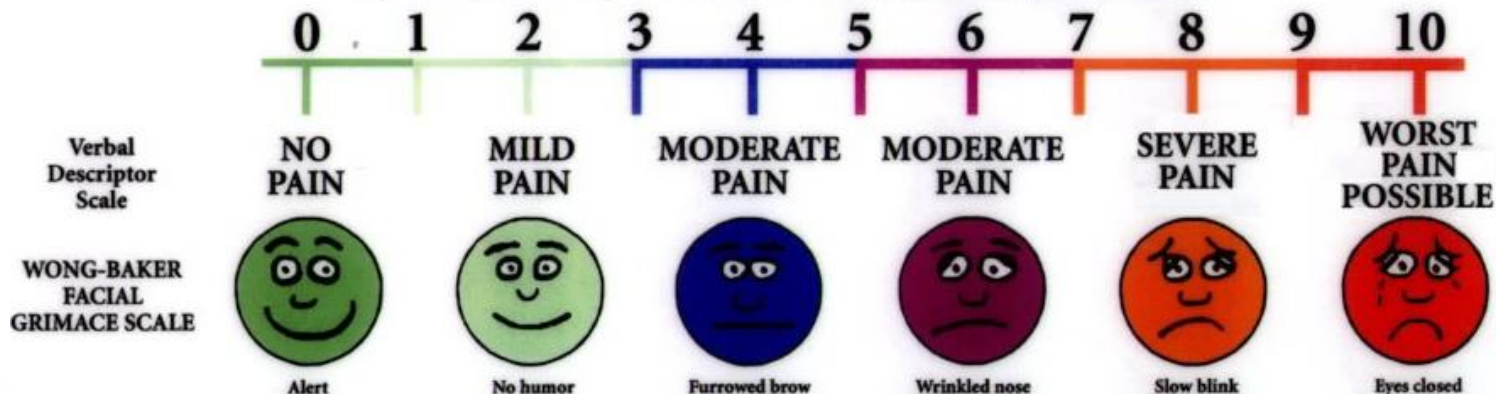 0 1 2 3 4 5 6 7 8 9 10
Verbal
Descriptor
Scale
NO
PAIN
MILD
PAIN
MODERATE
PAIN
MODERATE
PAIN
SEVERE
PAIN
WORST
PAIN
POSSIBLE
WONG-BAKER
FACIAL
GRIMACE SCALE
Alert
No humor
Furrowed brow
Wrinkled nose
Slow blink
Eyes closed